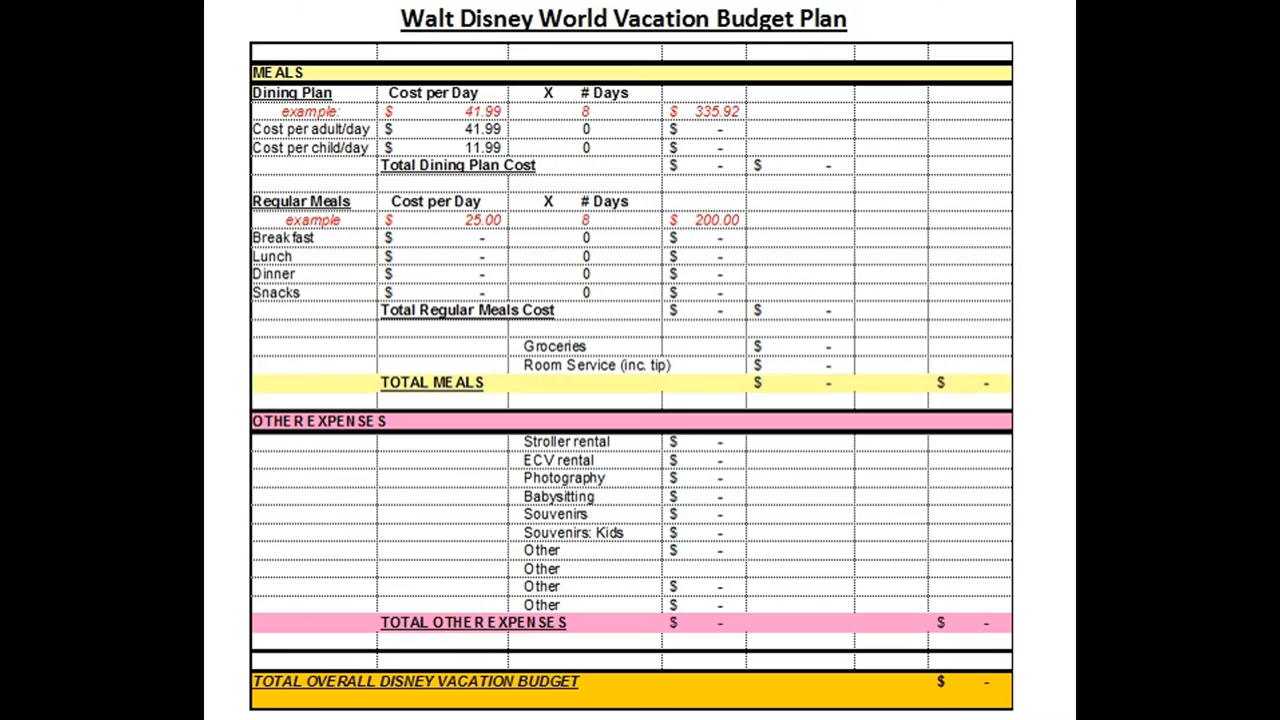 Walt Disney World Vacation Budget Plan
MEALS
Dining Plan Cost per Day X # Days
example: $ 41.99 8 $ 335.92
Cost per adult/day $ 41.99 0 $ -
Cost per child/day $ 11.99 0 $ -
Total Dining Plan Cost $ - $ -
Regular Meals Cost per Day X # Days
example $ 25.00 8 $ 200.00
Breakfast $ - 0 $ -
Lunch $ - 0 $ -
Dinner $ - 0 $ -
Snacks $ - 0 $ -
Total Regular Meals Cost $ - $ -
Groceries $ -
Room Service (inc. tip) $ -
TOTAL MEALS $ - $ -
OTHER EXPENSES
Stroller rental $ -
ECV rental $ -
Photography $ -
Babysitting $ -
Souvenirs $ -
Souvenirs: Kids $ -
Other $ -
Other
Other $ -
Other $ -
TOTAL OTHER EXPENSES $ - $ -
TOTAL OVERALL DISNEY VACATION BUDGET $ -